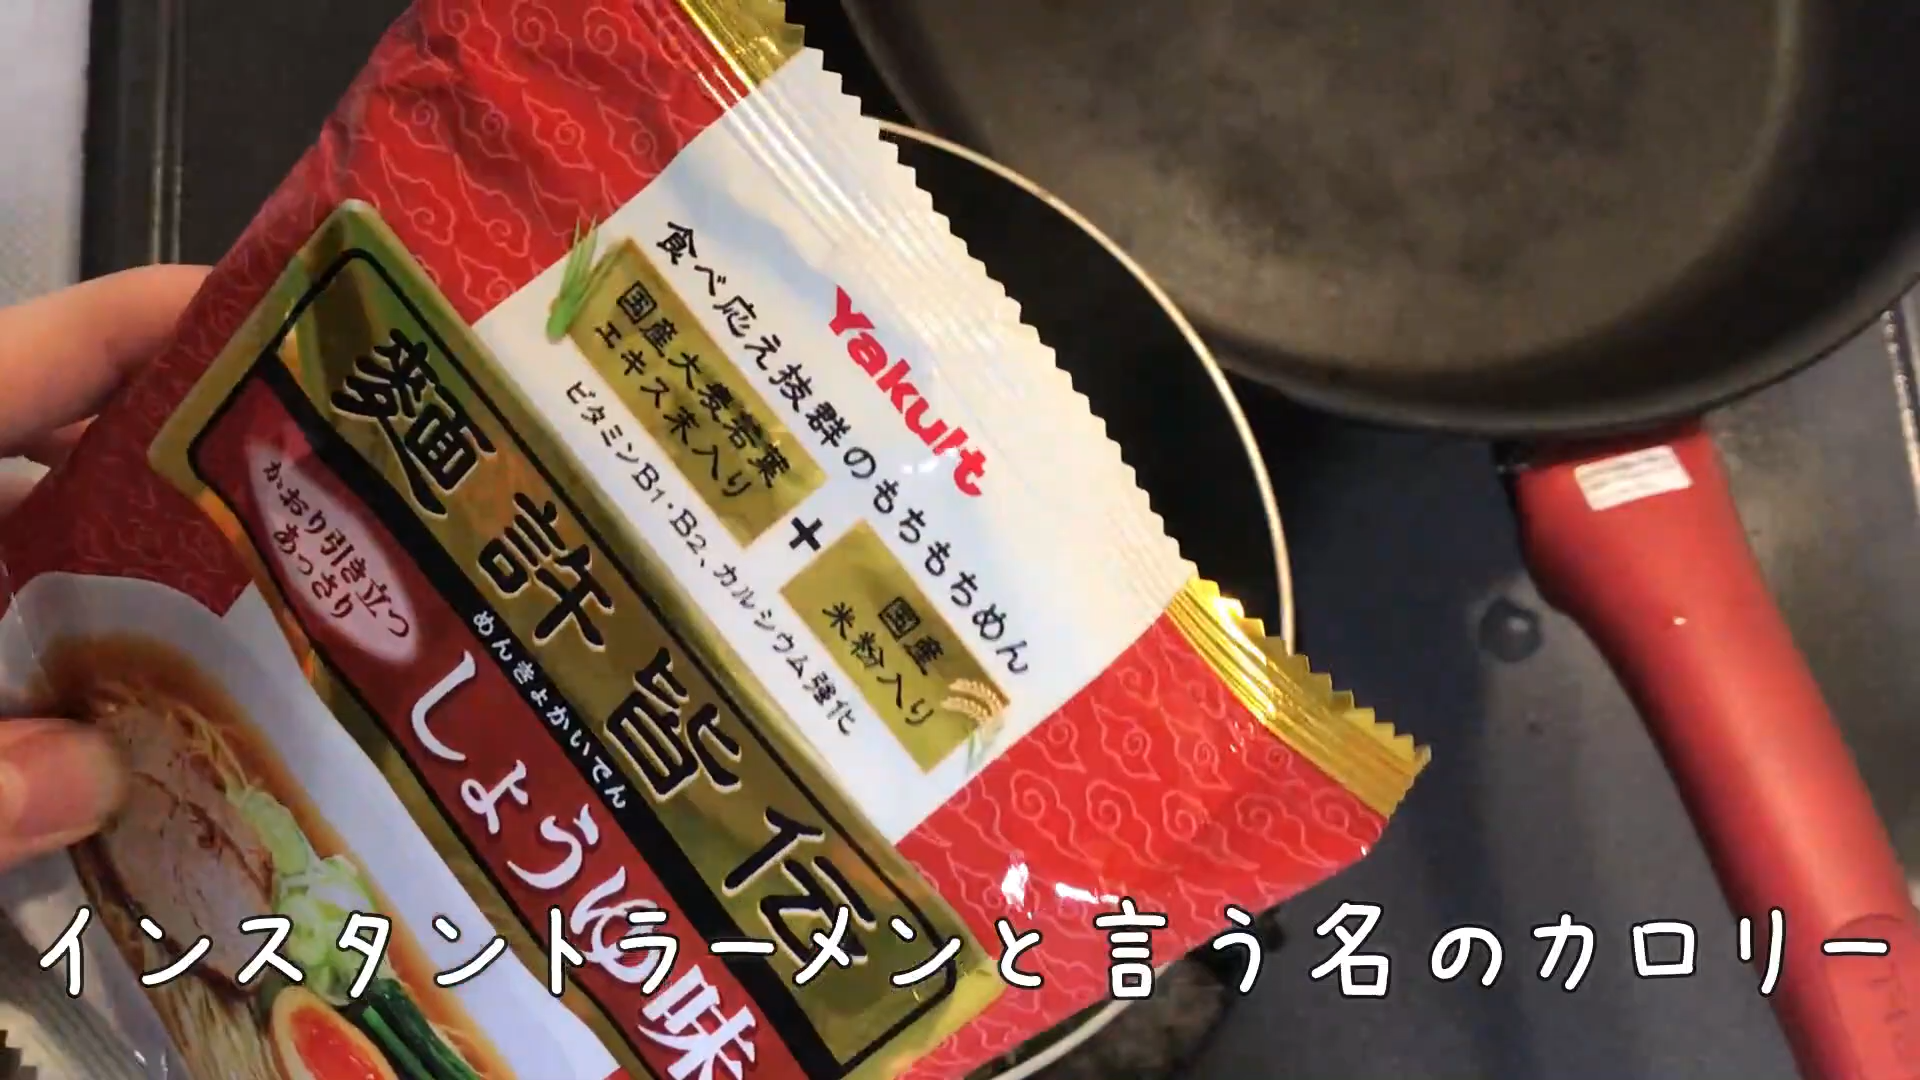 Yakult
食べ応え技群のもちもちめん
国産大麦若葉
エキス末入り
+
国産
米粉入り
ビタミンB1・B2、カルシウム強化
麺許皆伝
めんきょかいでん
かおり引き立つ
あっさり
しょうゆ味
インスタントラーメンと言う名のカロリー